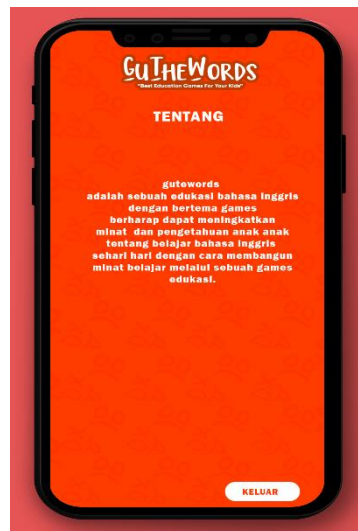 GUTHEWORDS
"Best Education Games For Your Kids"
TENTANG
gutewords
adalah sebuah edukasi bahasa inggris
dengan bertema games
berharap dapat meningkatkan
minat dan pengetahuan anak anak
tentang belajar bahasa inggris
sehari hari dengan cara membangun
minat belajar melalui sebuah games
edukasi.
KELUAR